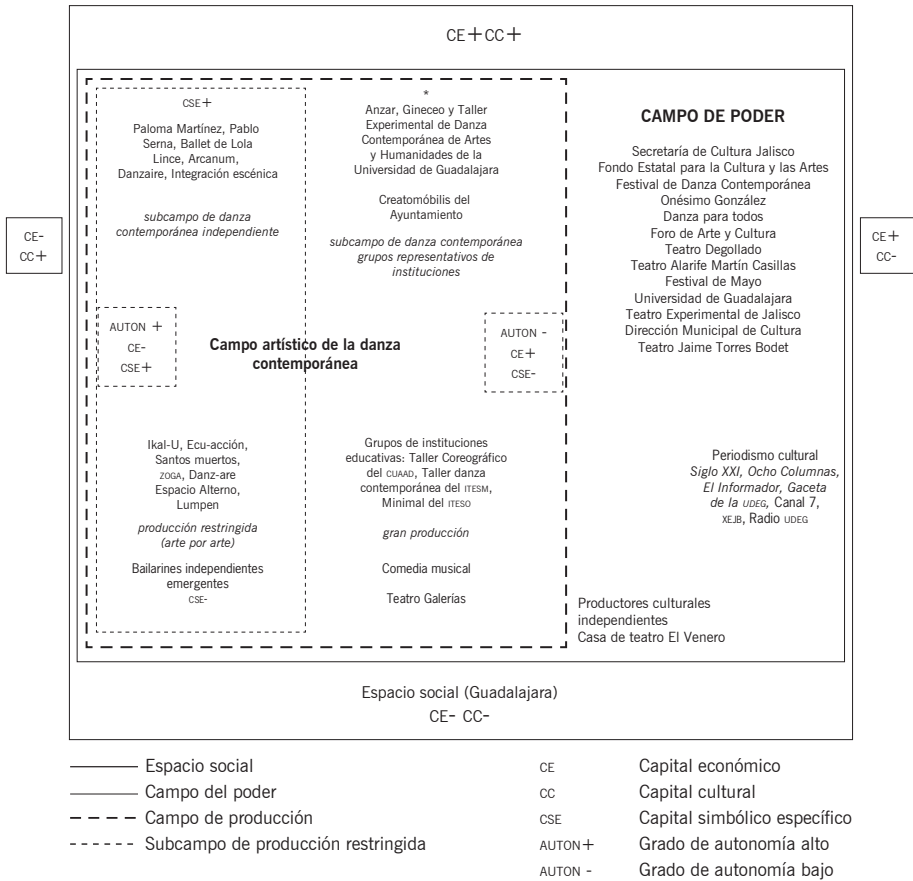 CE+CC+
CSE+
Paloma Martínez, Pablo
Serna, Ballet de Lola
Lince, Arcanum,
Danzaire, Integración escénica
subcampo de danza
contemporánea independiente
*
Anzar, Gineceo y Taller
Experimental de Danza
Contempóranea de Artes
y Humanidades de la
Universidad de Guadalajara
Creatomóbilis del
Ayuntamiento
subcampo de danza contemporánea
grupos representativos de
instituciones
CAMPO DE PODER
Secretaría de Cultura Jalisco
Fondo Estatal para la Cultura y las Artes
Festival de Danza Contemporánea
Onésimo González
Danza para todos
Foro de Arte y Cultura
Teatro Degollado
Teatro Alarife Martín Casillas
Festival de Mayo
Universidad de Guadalajara
Teatro Experimental de Jalisco
Dirección Municipal de Cultura
Teatro Jaime Torres Bodet
CE-
CC+
CE+
CC-
AUTON +
CE-
CSE+
Campo artístico de la danza
contemporánea
AUTON -
CE+
CSE-
Ikal-U, Ecu-acción,
Santos muertos,
ZOGA, Danz-are
Espacio Alterno,
Lumpen
producción restringida
(arte por arte)
Bailarines independientes
emergentes
CSE-
Grupos de instituciones
educativas: Taller Coreográfico
del CUAAD, Taller danza
contemporánea del ITESM,
Minimal del ITESO
gran producción
Comedia musical
Teatro Galerías
Periodismo cultural
Siglo XXI, Ocho Columnas,
El Informador, Gaceta
de la UDEG, Canal 7,
XEJB, Radio UDEG
Productores culturales
independientes
Casa de teatro El Venero
Espacio social (Guadalajara)
CE- CC-
Espacio social
Campo del poder
Campo de producción
Subcampo de producción restringida
CE Capital económico
CC Capital cultural
CSE Capital simbólico específico
AUTON+ Grado de autonomía alto
AUTON - Grado de autonomía bajo